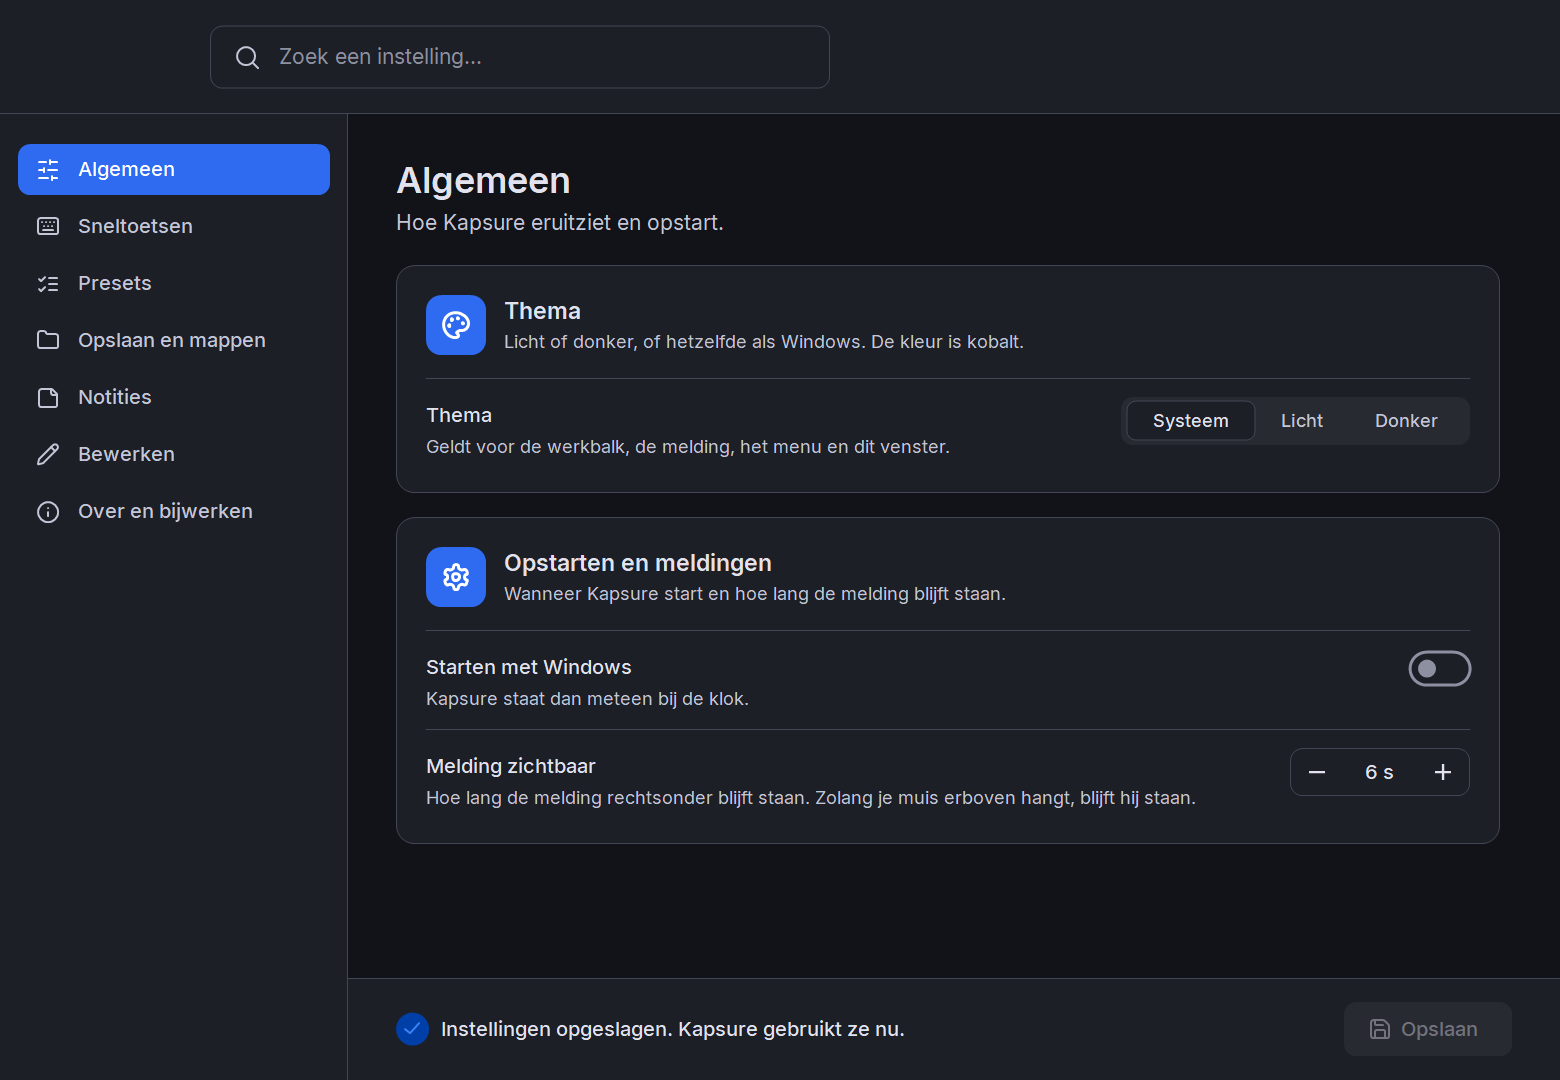 Zoek een instelling...
Algemeen
Sneltoetsen
Presets
Opslaan en mappen
Notities
Bewerken
Over en bijwerken
Algemeen
Hoe Kapsure eruitziet en opstart.
Thema
Licht of donker, of hetzelfde als Windows. De kleur is kobalt.
Thema
Geldt voor de werkbalk, de melding, het menu en dit venster.
Systeem Licht Donker
Opstarten en meldingen
Wanneer Kapsure start en hoe lang de melding blijft staan.
Starten met Windows
Kapsure staat dan meteen bij de klok.
Melding zichtbaar
Hoe lang de melding rechtsonder blijft staan. Zolang je muis erboven hangt, blijft hij staan.
6 s
Instellingen opgeslagen. Kapsure gebruikt ze nu.
Opslaan